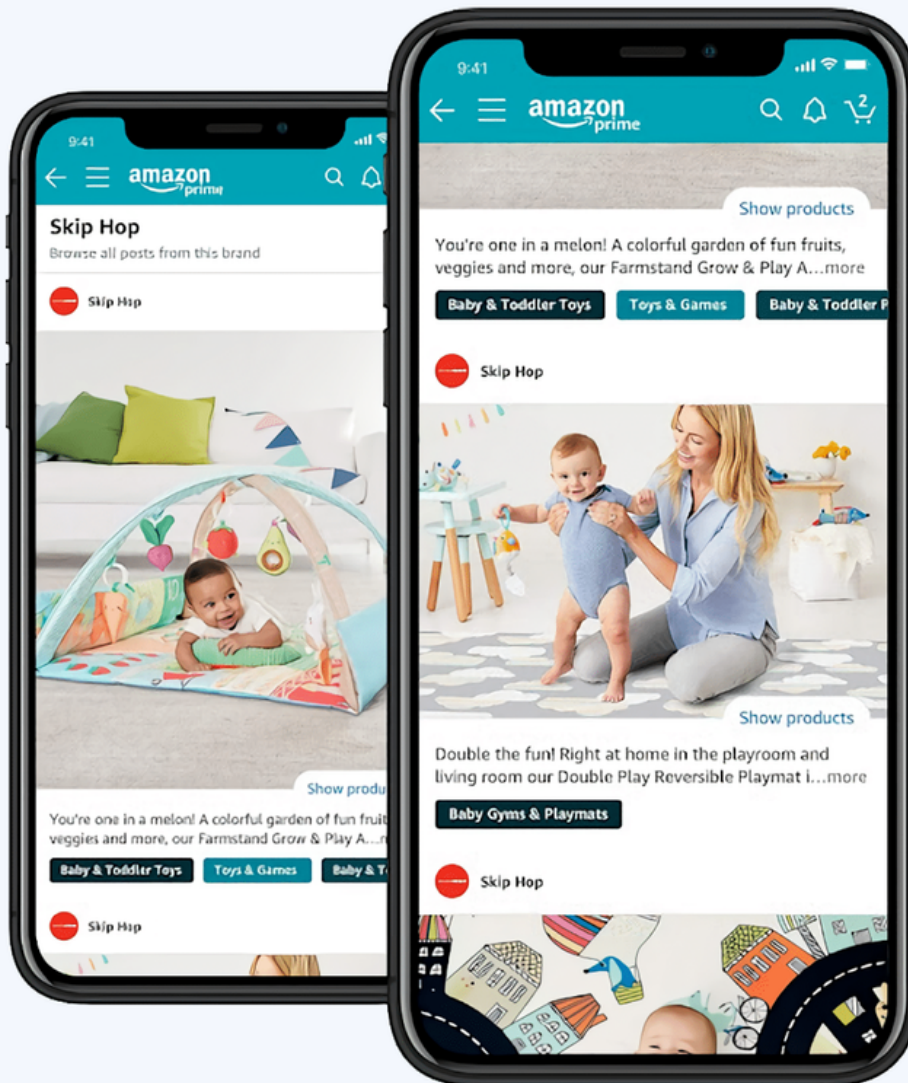 9:41
amazon
prime
Skip Hop
Browse all posts from this brand
Skip Hop
Show produ
You're one in a melon! A colorful garden of fun fruit
veggies and more, our Farmstand Grow & Play A...
Baby & Toddler Toys Toys & Games Baby & T
Skip Hop
9:41
amazon
prime
2
Show products
You're one in a melon! A colorful garden of fun fruits,
veggies and more, our Farmstand Grow & Play A...more
Baby & Toddler Toys Toys & Games Baby & Toddler P
Skip Hop
Show products
Double the fun! Right at home in the playroom and
living room our Double Play Reversible Playmat i...more
Baby Gyms & Playmats
Skip Hop